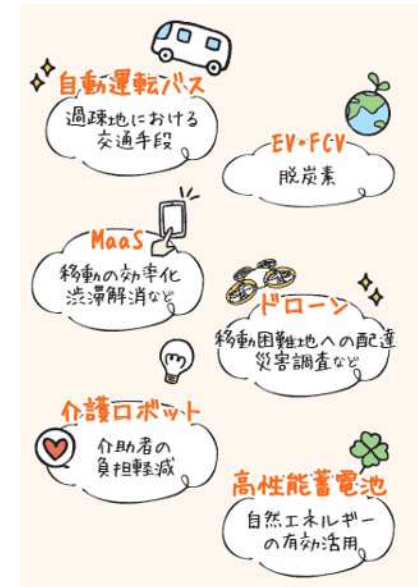 自動運転バス
過疎地における
交通手段
EV・FCV
脱炭素
MaaS
移動の効率化
渋滞解消など
ドローン
移動困難地への配達
災害調査など
介護ロボット
介助者の
負担軽減
高性能蓄電池
自然エネルギー
の有効活用